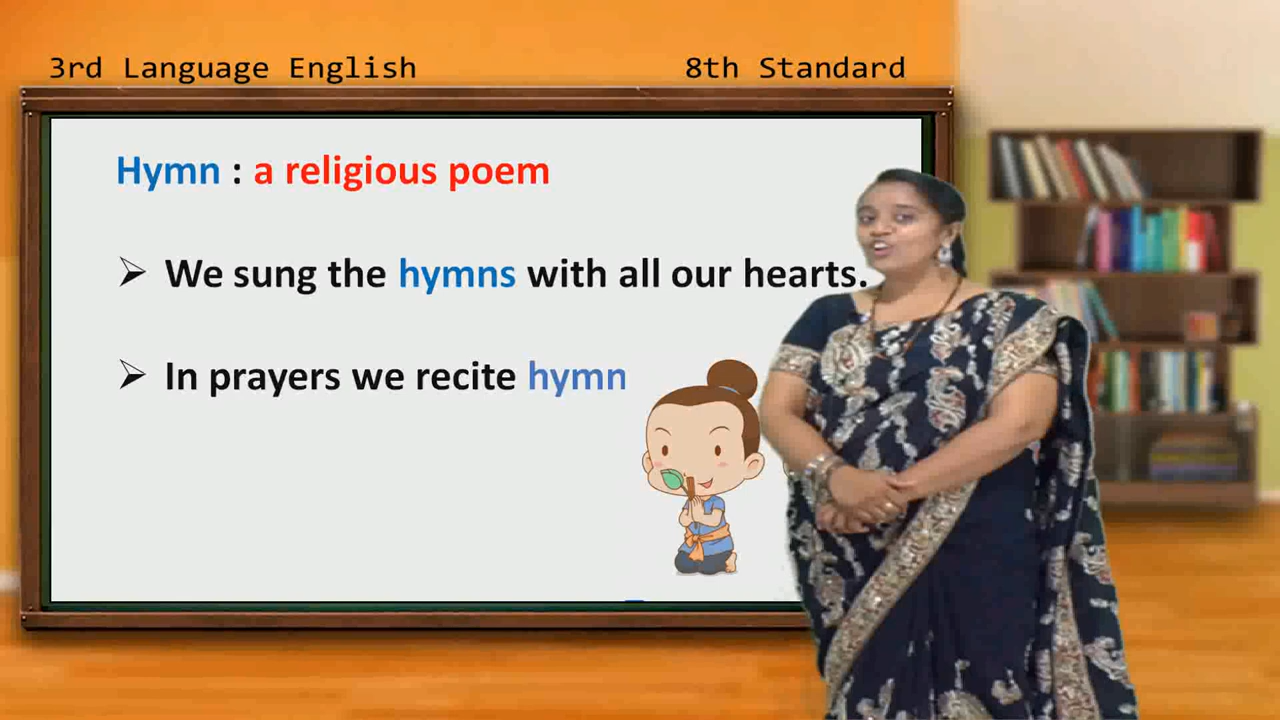 3rd Language English
8th Standard
Hymn : a religious poem
We sung the hymns with all our hearts.
In prayers we recite hymn